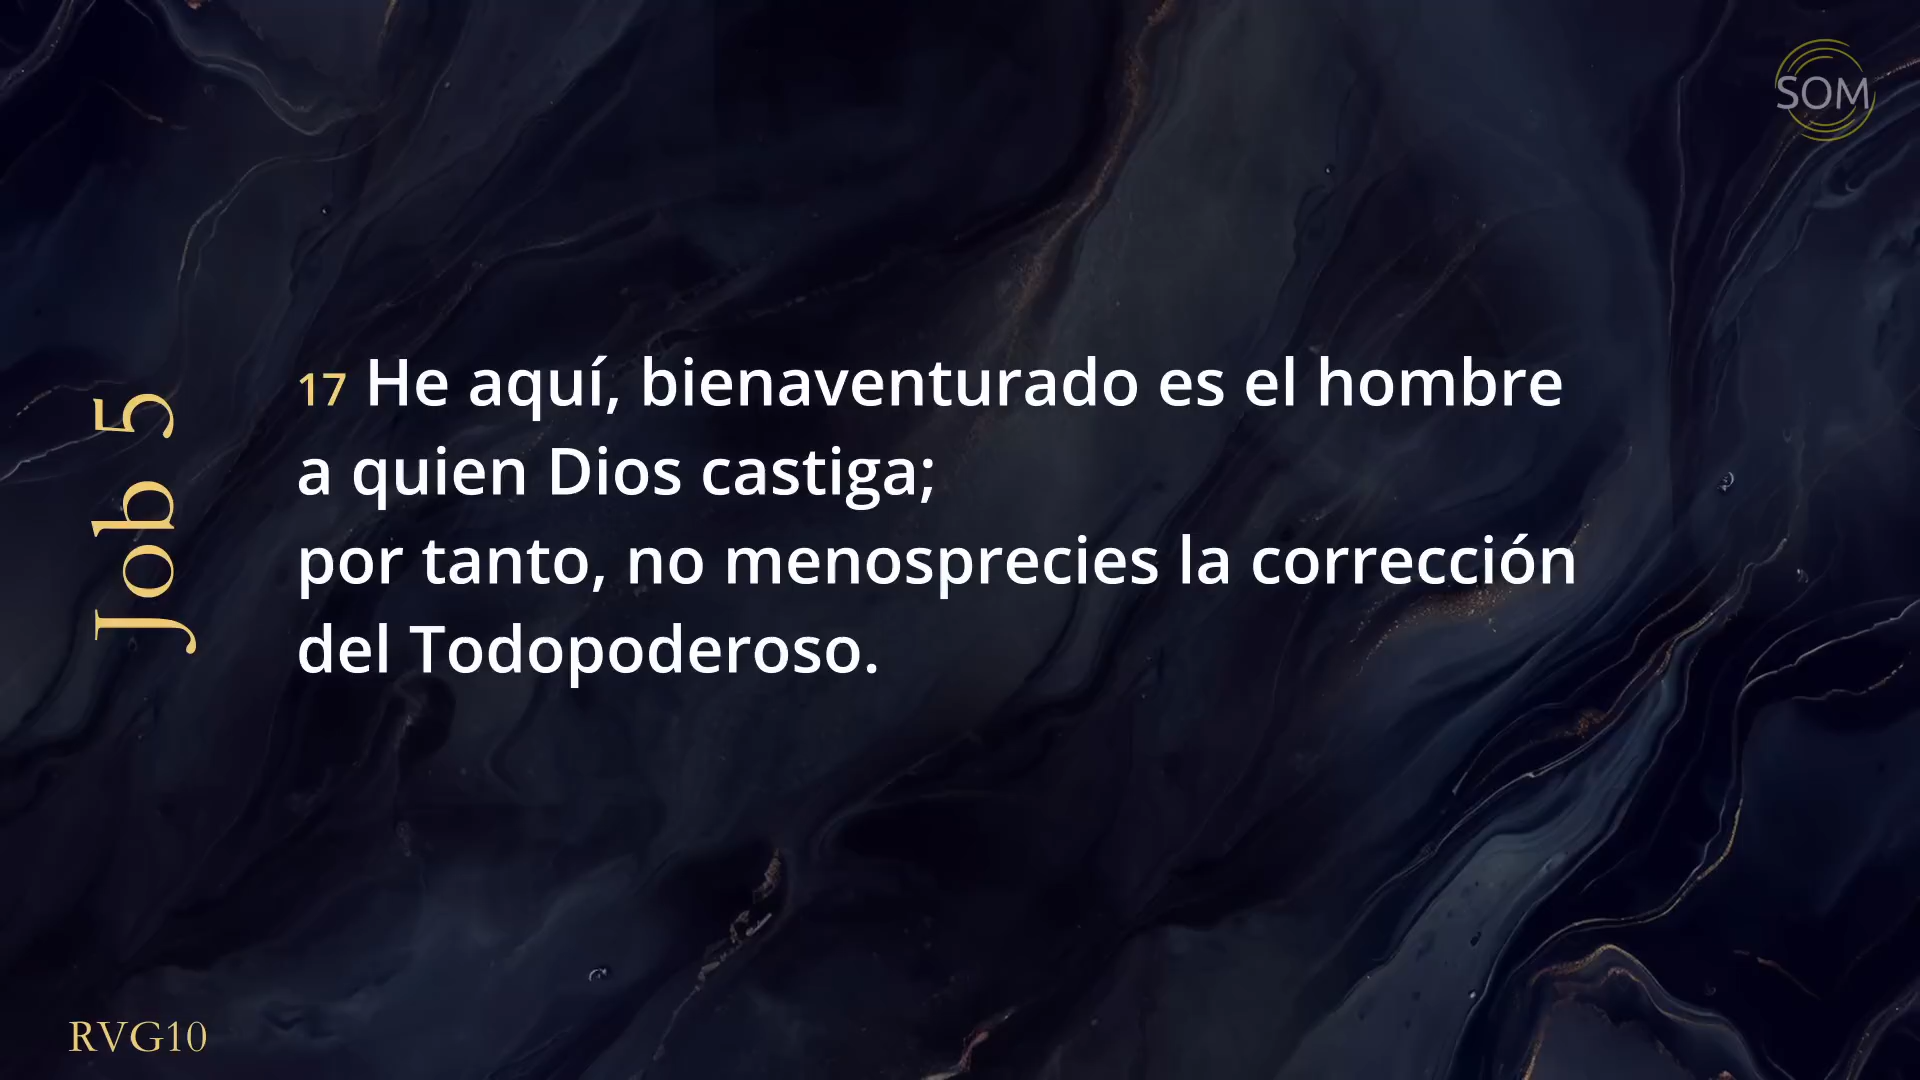 SOM
Job 5
17 He aquí, bienaventurado es el hombre
a quien Dios castiga;
por tanto, no menosprecies la corrección
del Todopoderoso.
RVG10